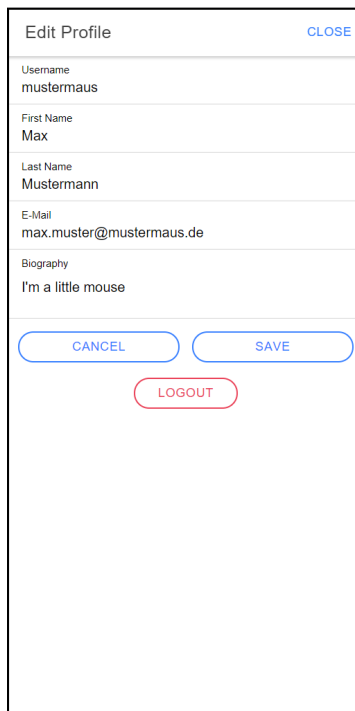 Edit Profile CLOSE
Username
mustermaus
First Name
Max
Last Name
Mustermann
E-Mail
max.muster@mustermaus.de
Biography
I'm a little mouse
CANCEL SAVE
LOGOUT